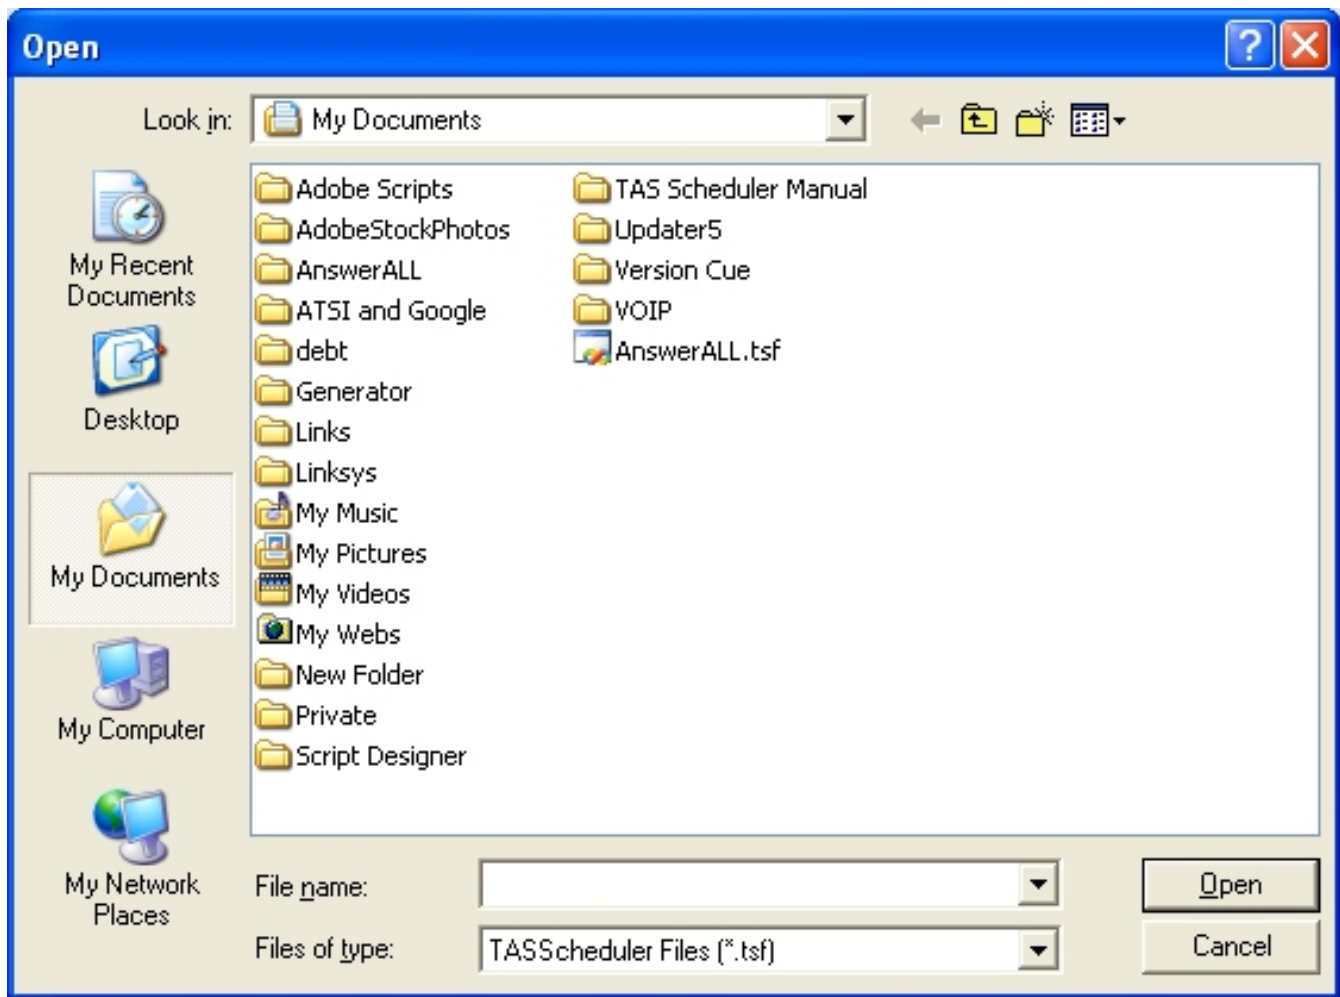 Open
Look in: My Documents
My Recent
Documents
Desktop
My Documents
My Computer
My Network
Places
Adobe Scripts
AdobeStockPhotos
AnswerALL
ATSI and Google
debt
Generator
Links
Linksys
My Music
My Pictures
My Videos
My Webs
New Folder
Private
Script Designer
TAS Scheduler Manual
Updater5
Version Cue
VOIP
AnswerALL.tsf
File name:
Open
Files of type: TASScheduler Files (*.tsf)
Cancel